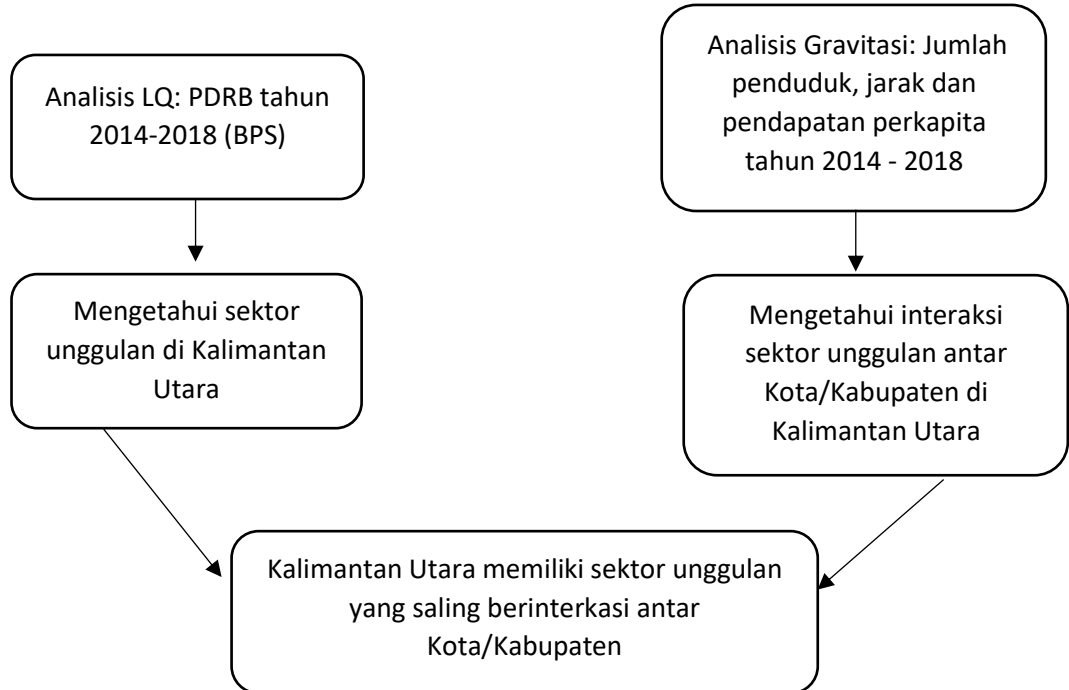 Analisis LQ: PDRB tahun
2014-2018 (BPS)
Analisis Gravitasi: Jumlah
penduduk, jarak dan
pendapatan perkapita
tahun 2014 - 2018
Mengetahui sektor
unggulan di Kalimantan
Utara
Mengetahui interaksi
sektor unggulan antar
Kota/Kabupaten di
Kalimantan Utara
Kalimantan Utara memiliki sektor unggulan
yang saling berinterkasi antar
Kota/Kabupaten